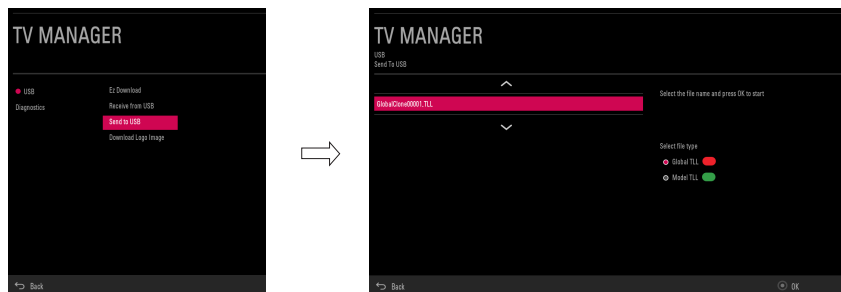 TV MANAGER
USB
Diagnostics
Ez Download
Receive from USB
Send to USB
Download Logo Image
Back
TV MANAGER
USB
Send To USB
GlobalClone00001.TLL
Select the file name and press OK to start
Select file type
Global TLL
Model TLL
Back
OK